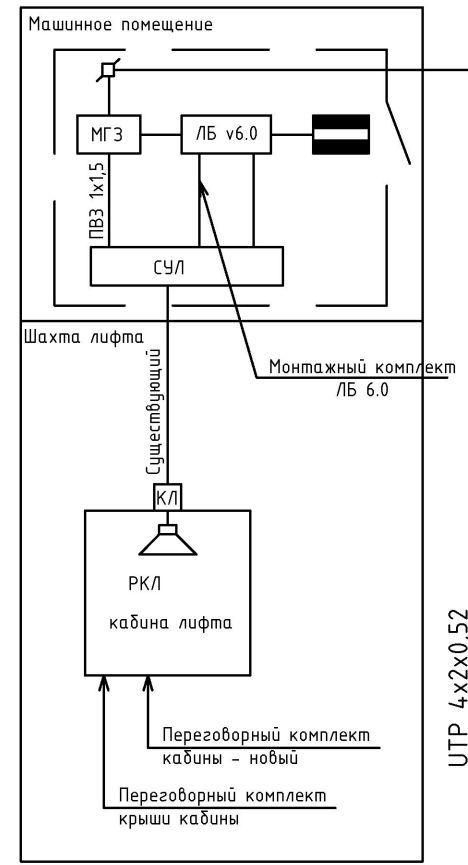 Машинное помещение
МГЗ
ЛБ v6.0
ПВЗ 1х1,5
СУЛ
Шахта лифта
Монтажный комплект
ЛБ 6.0
Существующий
КЛ
РКЛ
кабина лифта
UTP 4x2x0.52
Переговорный комплект
кабины - новый
Переговорный комплект
крыши кабины